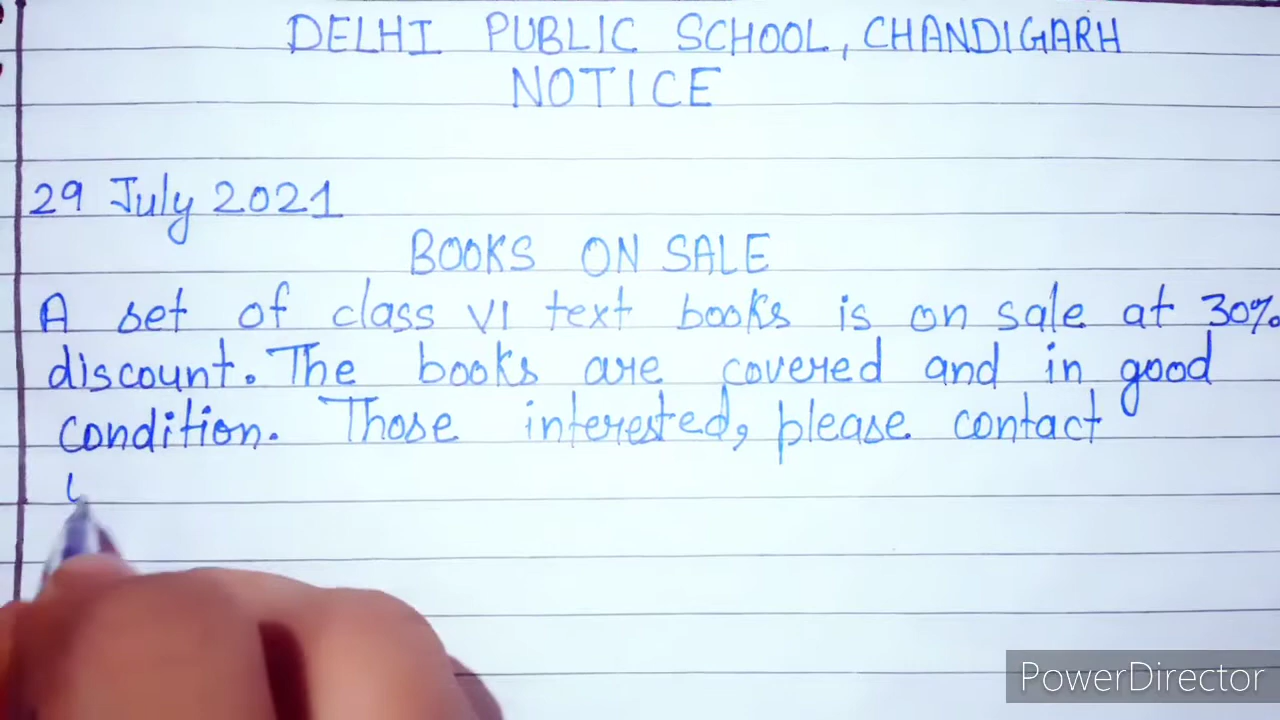 DELHI PUBLIC SCHOOL, CHANDIGARH
NOTICE
29 July 2021
BOOKS ON SALE
A set of class VI text books is on sale at 30%
discount. The books are covered and in good
condition. Those interested, please contact
PowerDirector